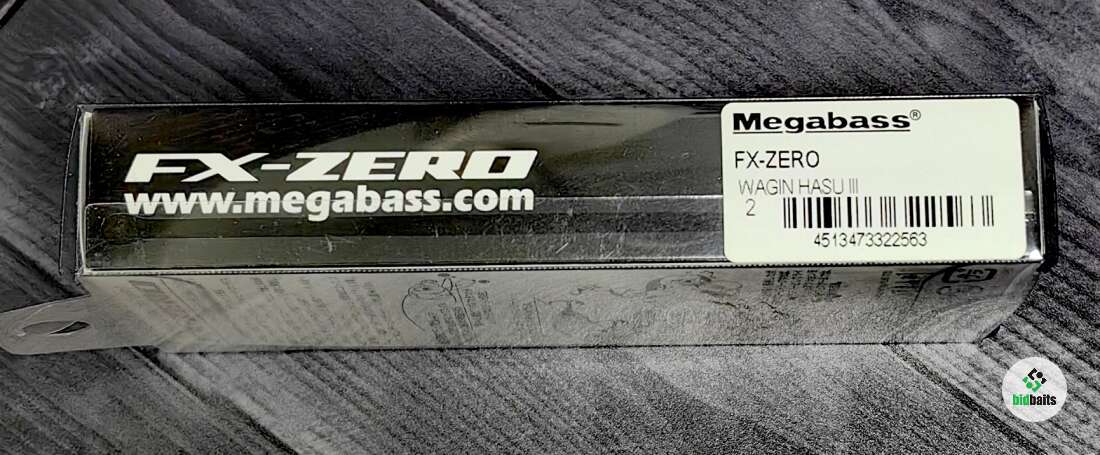 FX-ZERO
www.megabass.com
Megabass®
FX-ZERO
WAGIN HASU III
2
4513473322563
bidbaits